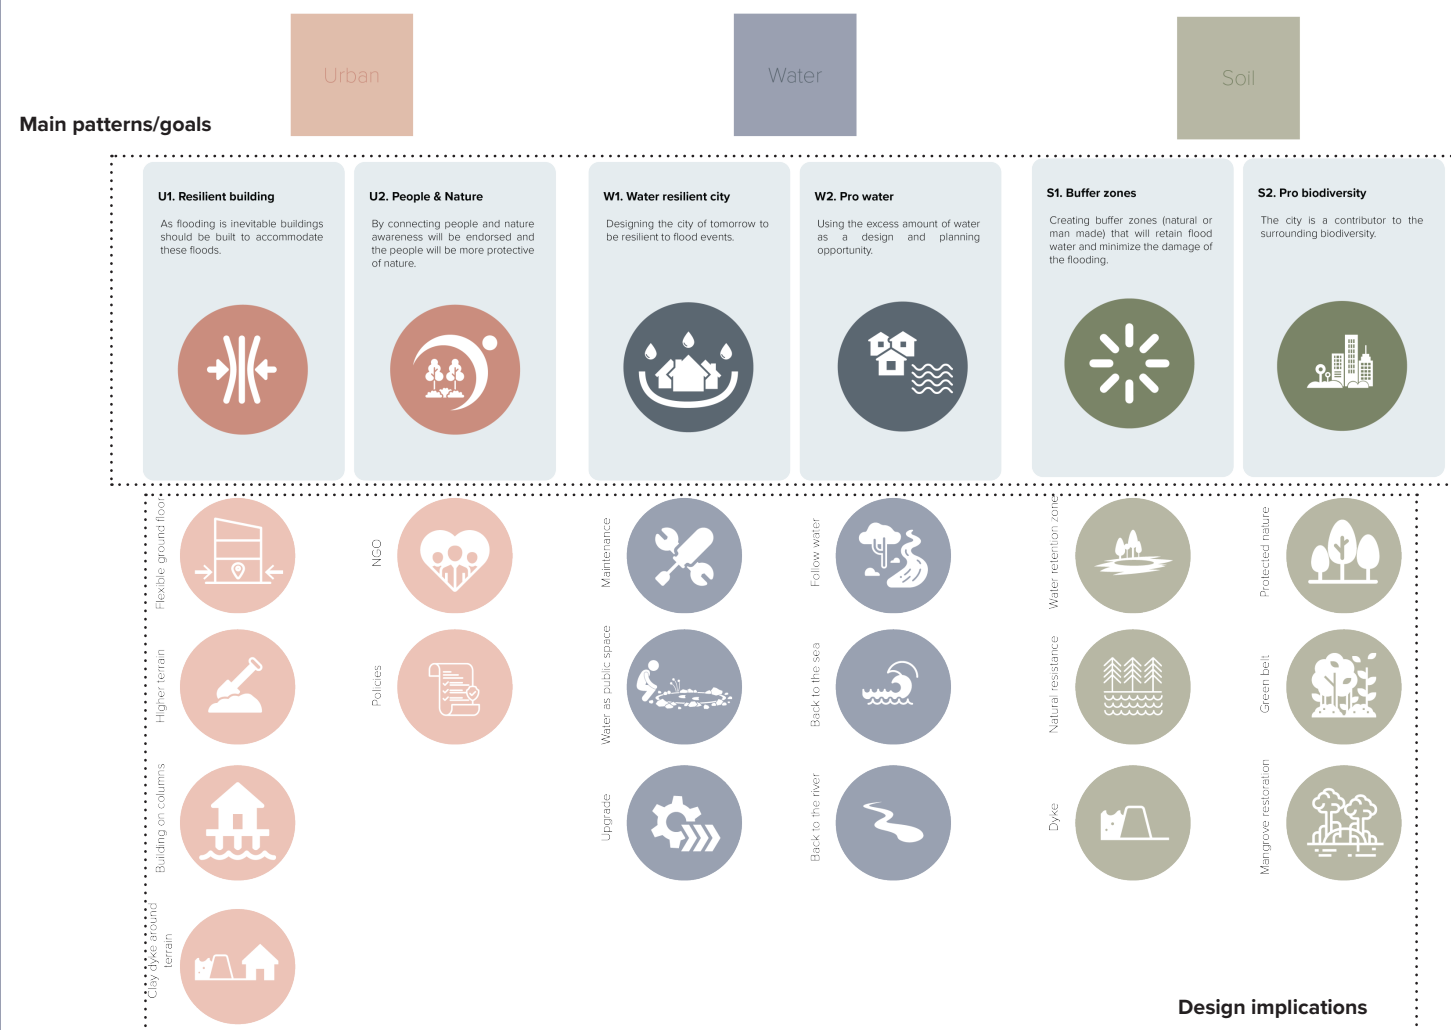 Urban
Water
Soil
Main patterns/goals
U1. Resilient building
As flooding is inevitable buildings
should be built to accommodate
these floods.
U2. People & Nature
By connecting people and nature
awareness will be endorsed and
the people will be more protective
of nature.
W1. Water resilient city
Designing the city of tomorrow to
be resilient to flood events.
W2. Pro water
Using the excess amount of water
as a design and planning
opportunity.
S1. Buffer zones
Creating buffer zones (natural or
man made) that will retain flood
water and minimize the damage of
the flooding.
S2. Pro biodiversity
The city is a contributor to the
surrounding biodiversity.
Flexible ground floor
NGO
Maintenance
Follow water
Water retention zone
Protected nature
Higher terrain
Policies
Water as public space
Back to the sea
Natural resistance
Green belt
Building on columns
Upgrade
Back to the river
Dyke
Mangrove restoration
Clay dyke around
terrain
Design implications